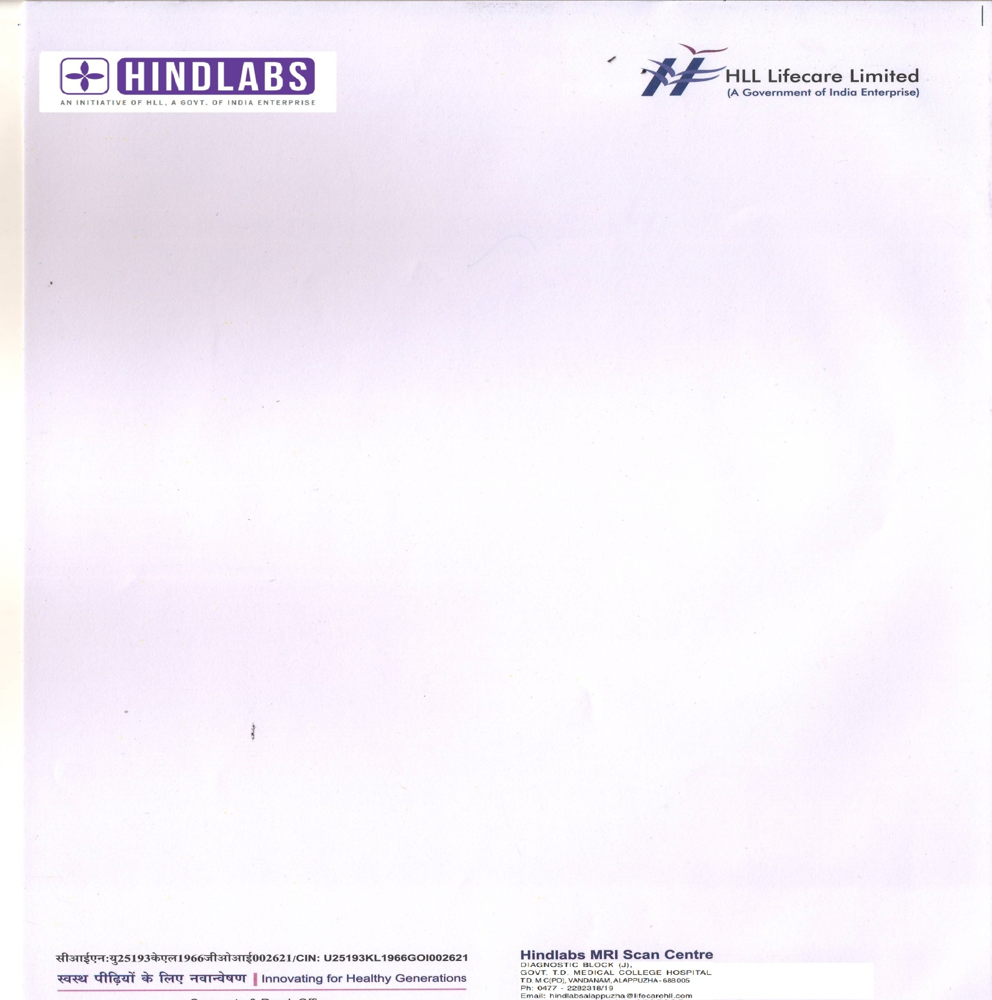 HINDLABS
AN INITIATIVE OF HLL, A GOVT. OF INDIA ENTERPRISE
HLL Lifecare Limited
(A Government of India Enterprise)
सीआईएन:यु25193केएल1966जीओआई002621/CIN: U25193KL1966GOI002621
स्वस्थ पीढ़ियों के लिए नवान्वेषण | Innovating for Healthy Generations
Hindlabs MRI Scan Centre
DIAGNOSTIC BLOCK (J),
GOVT. T.D. MEDICAL COLLEGE HOSPITAL
T.D. M.C(PO), VANDANAM, ALAPPUZHA-688005
Ph: 0477 - 2282318/19
Email: hindlabsalappuzha@lifecarehll.com